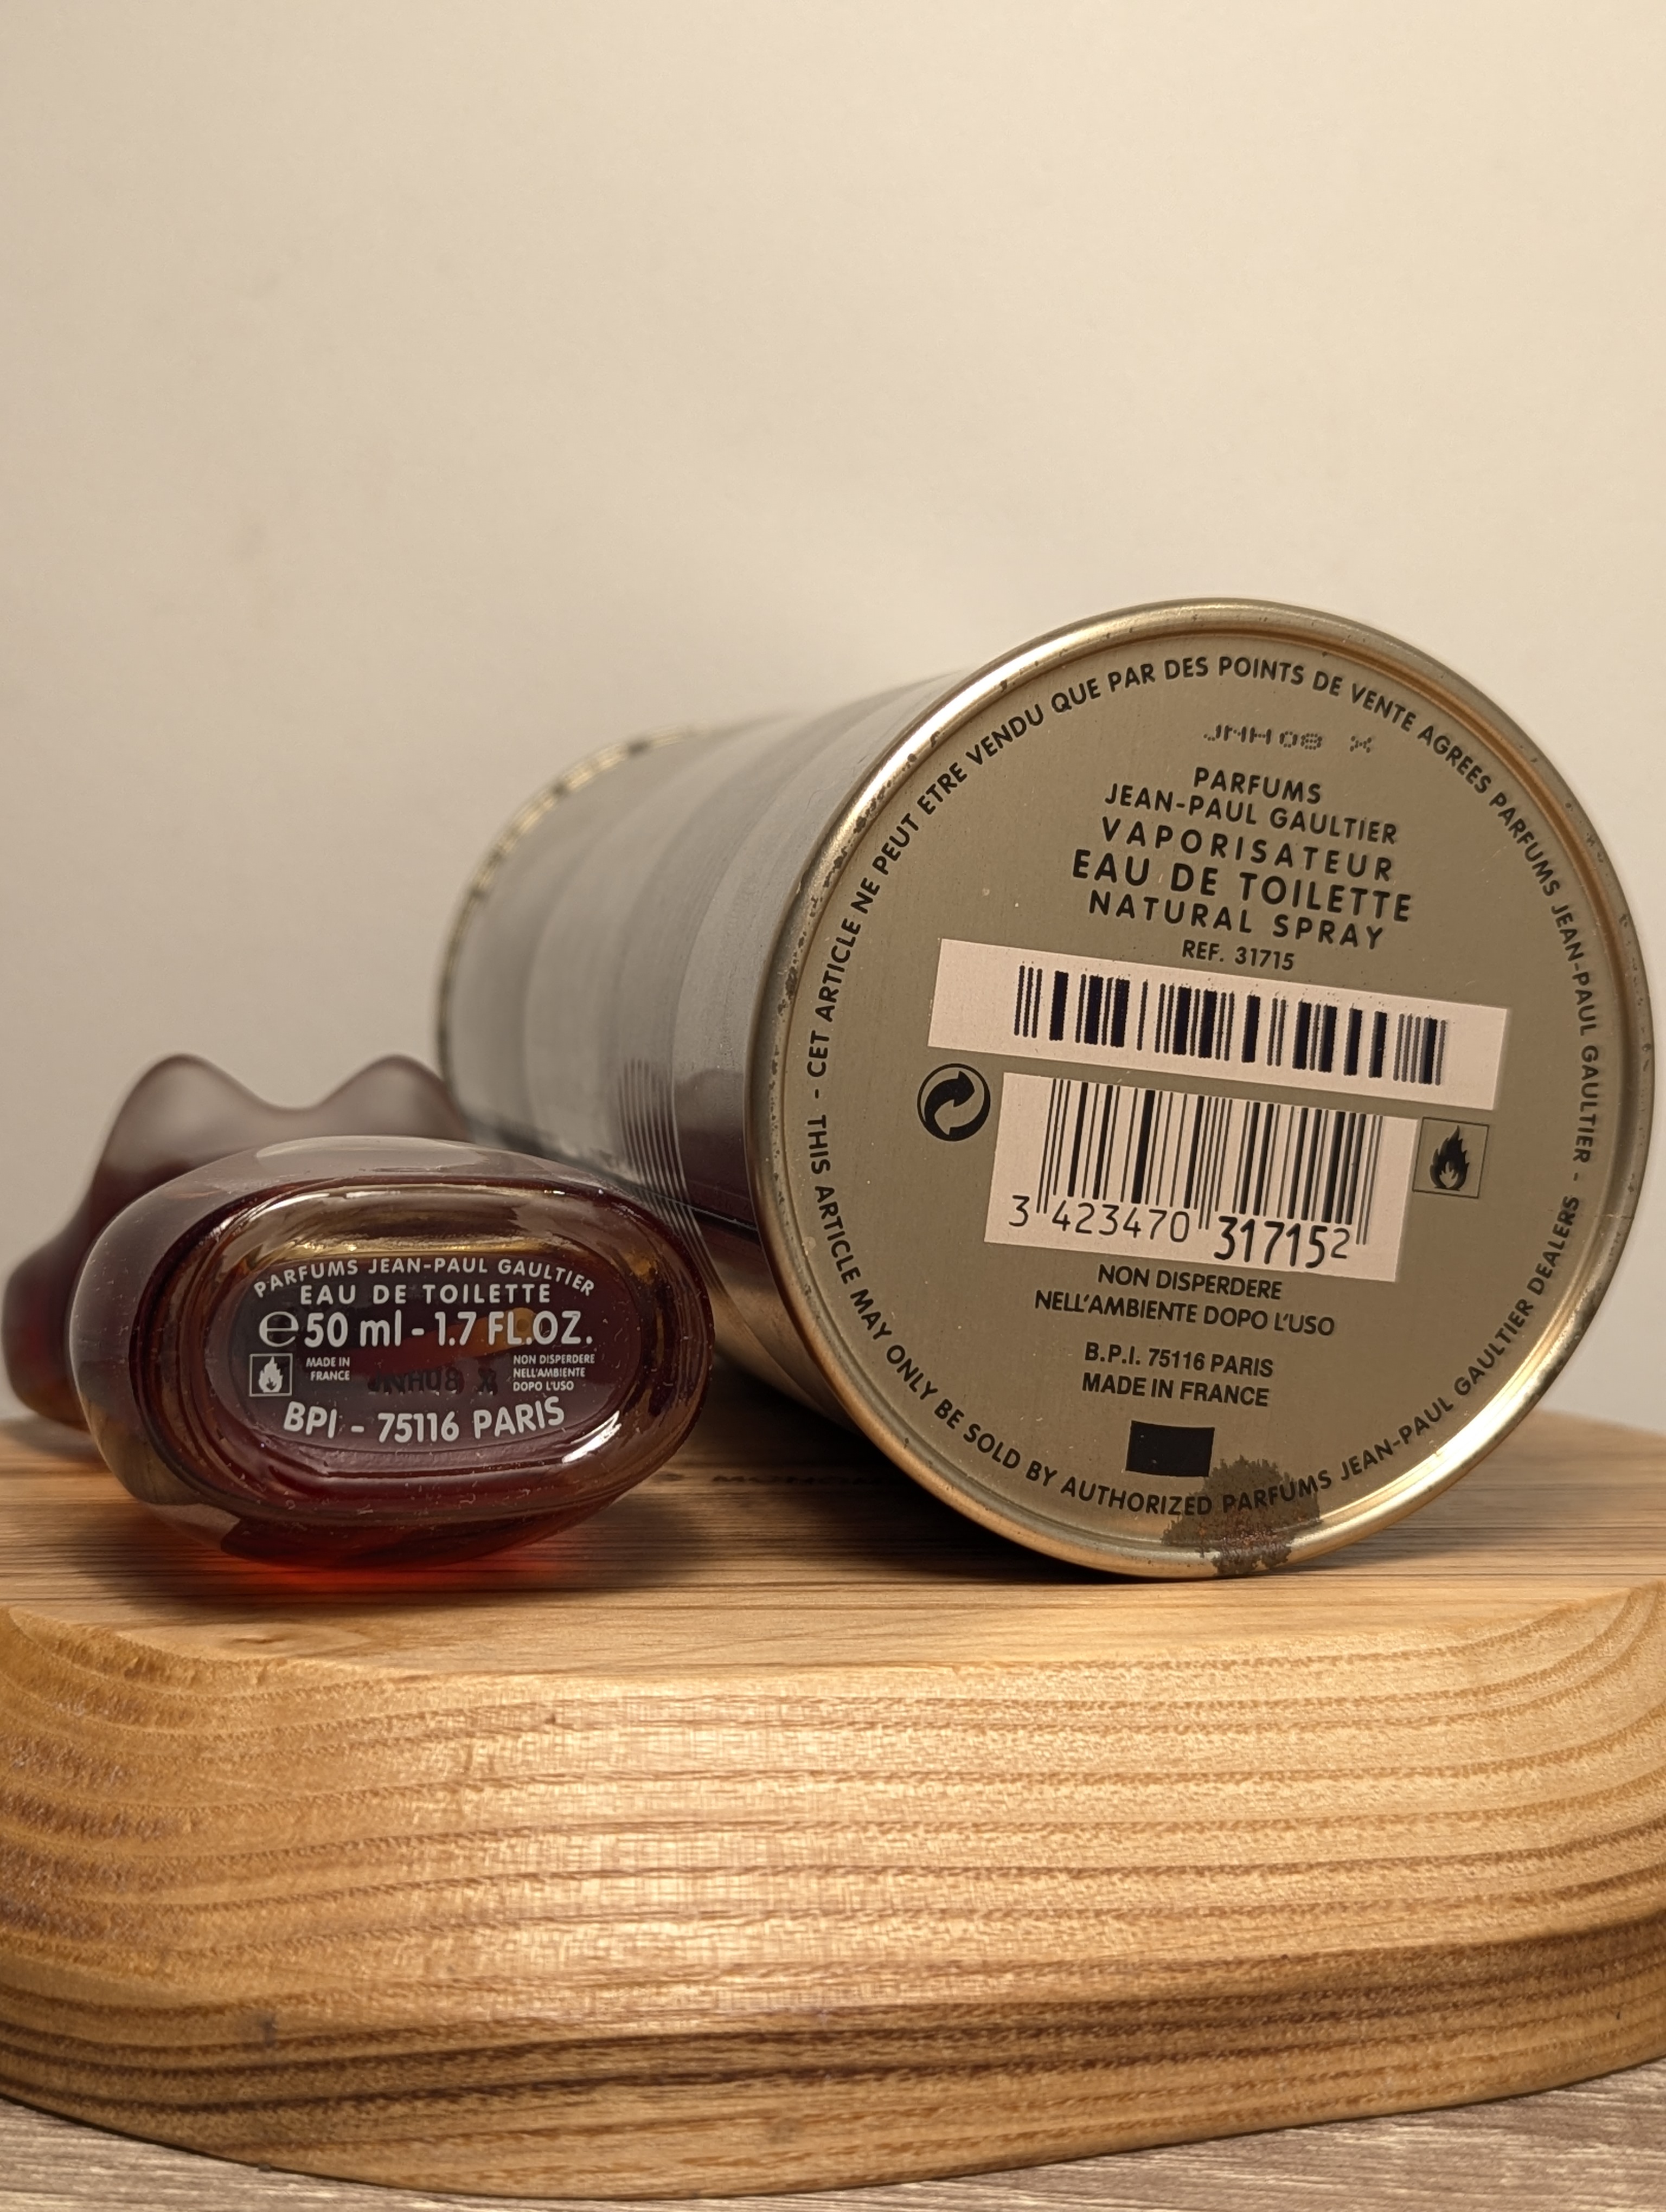 PARFUMS JEAN-PAUL GAULTIER
EAU DE TOILETTE
℮50 ml - 1.7 FL.OZ.
MADE IN
FRANCE
NON DISPERDERE
NELL'AMBIENTE
DOPO L'USO
BPI - 75116 PARIS
CET ARTICLE NE PEUT ETRE VENDU QUE PAR DES POINTS DE VENTE AGREES PARFUMS JEAN-PAUL GAULTIER -
THIS ARTICLE MAY ONLY BE SOLD BY AUTHORIZED PARFUMS JEAN-PAUL GAULTIER DEALERS -
PARFUMS
JEAN-PAUL GAULTIER
VAPORISATEUR
EAU DE TOILETTE
NATURAL SPRAY
REF. 31715
3 423470 317152
NON DISPERDERE
NELL'AMBIENTE DOPO L'USO
B.P.I. 75116 PARIS
MADE IN FRANCE